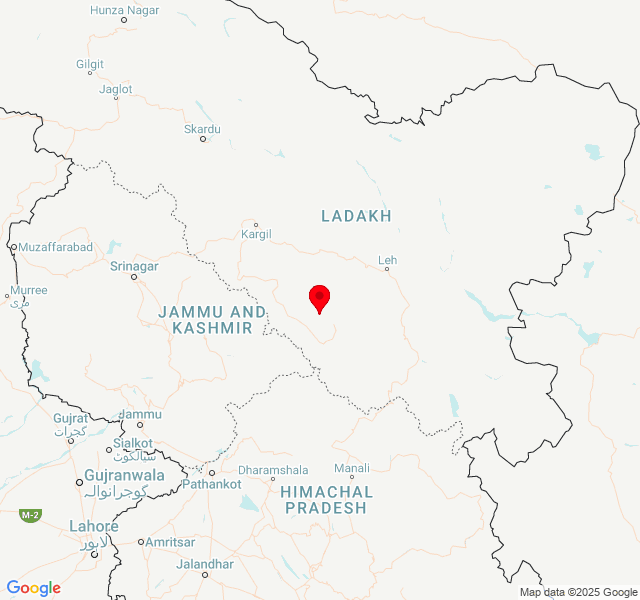 Hunza Nagar
Gilgit
Jaglot
Skardu
LADAKH
Kargil
Muzaffarabad
Leh
Srinagar
Murree
مری
JAMMU AND
KASHMIR
Gujrat
گجرات
Jammu
Sialkot
سیالکوٹ
Dharamshala
Manali
Gujranwala
گوجرانوالہ
Pathankot
HIMACHAL
PRADESH
M-2
Lahore
لاہور
Amritsar
Jalandhar
Google
Map data ©2025 Google